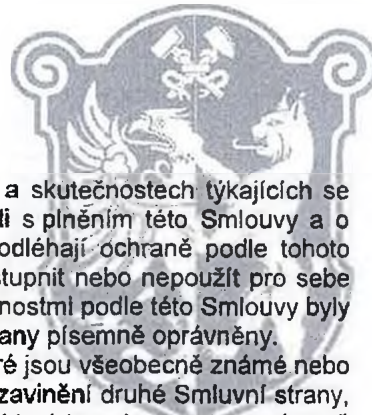 a skutečnostech týkajících se
i s plněním této Smlouvy a o
odléhají ochraně podle tohoto
stupnit nebo nepoužít pro sebe
nostmi podle této Smlouvy byly
any písemně oprávněny.
ré jsou všeobecně známé nebo
zavinění druhé Smluvní strany,